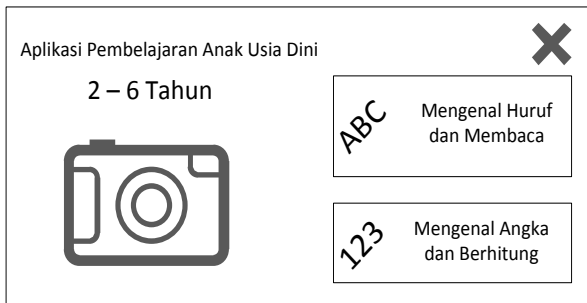 Aplikasi Pembelajaran Anak Usia Dini
2 – 6 Tahun
ABC
Mengenal Huruf
dan Membaca
123
Mengenal Angka
dan Berhitung